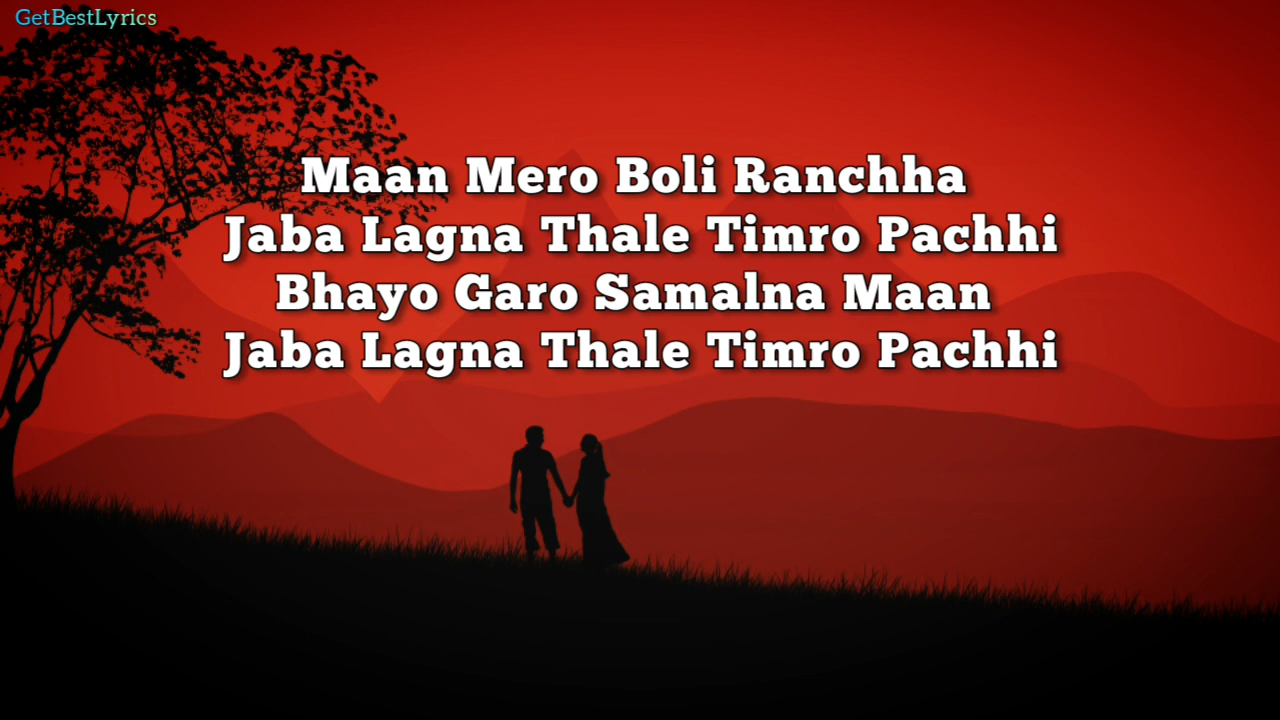 GetBestLyrics
Maan Mero Boli Ranchha
Jaba Lagna Thale Timro Pachhi
Bhayo Garo Samalna Maan
Jaba Lagna Thale Timro Pachhi